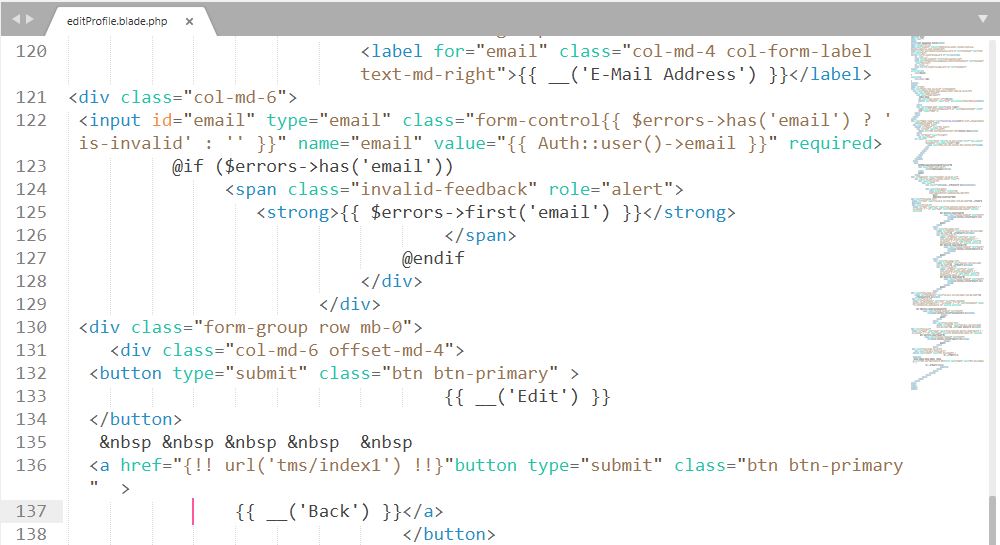 editProfile.blade.php ×
120 <label for="email" class="col-md-4 col-form-label
text-md-right">{{ __('E-Mail Address') }}</label>
121 <div class="col-md-6">
122 <input id="email" type="email" class="form-control{{ $errors->has('email') ? '
is-invalid' : '' }}" name="email" value="{{ Auth::user()->email }}" required>
123 @if ($errors->has('email'))
124 <span class="invalid-feedback" role="alert">
125 <strong>{{ $errors->first('email') }}</strong>
126 </span>
127 @endif
128 </div>
129 </div>
130 <div class="form-group row mb-0">
131 <div class="col-md-6 offset-md-4">
132 <button type="submit" class="btn btn-primary" >
133 {{ __('Edit') }}
134 </button>
135 &nbsp &nbsp &nbsp &nbsp  &nbsp
136 <a href="{!! url('tms/index1') !!}"button type="submit" class="btn btn-primary
"  >
137 {{ __('Back') }}</a>
138 </button>